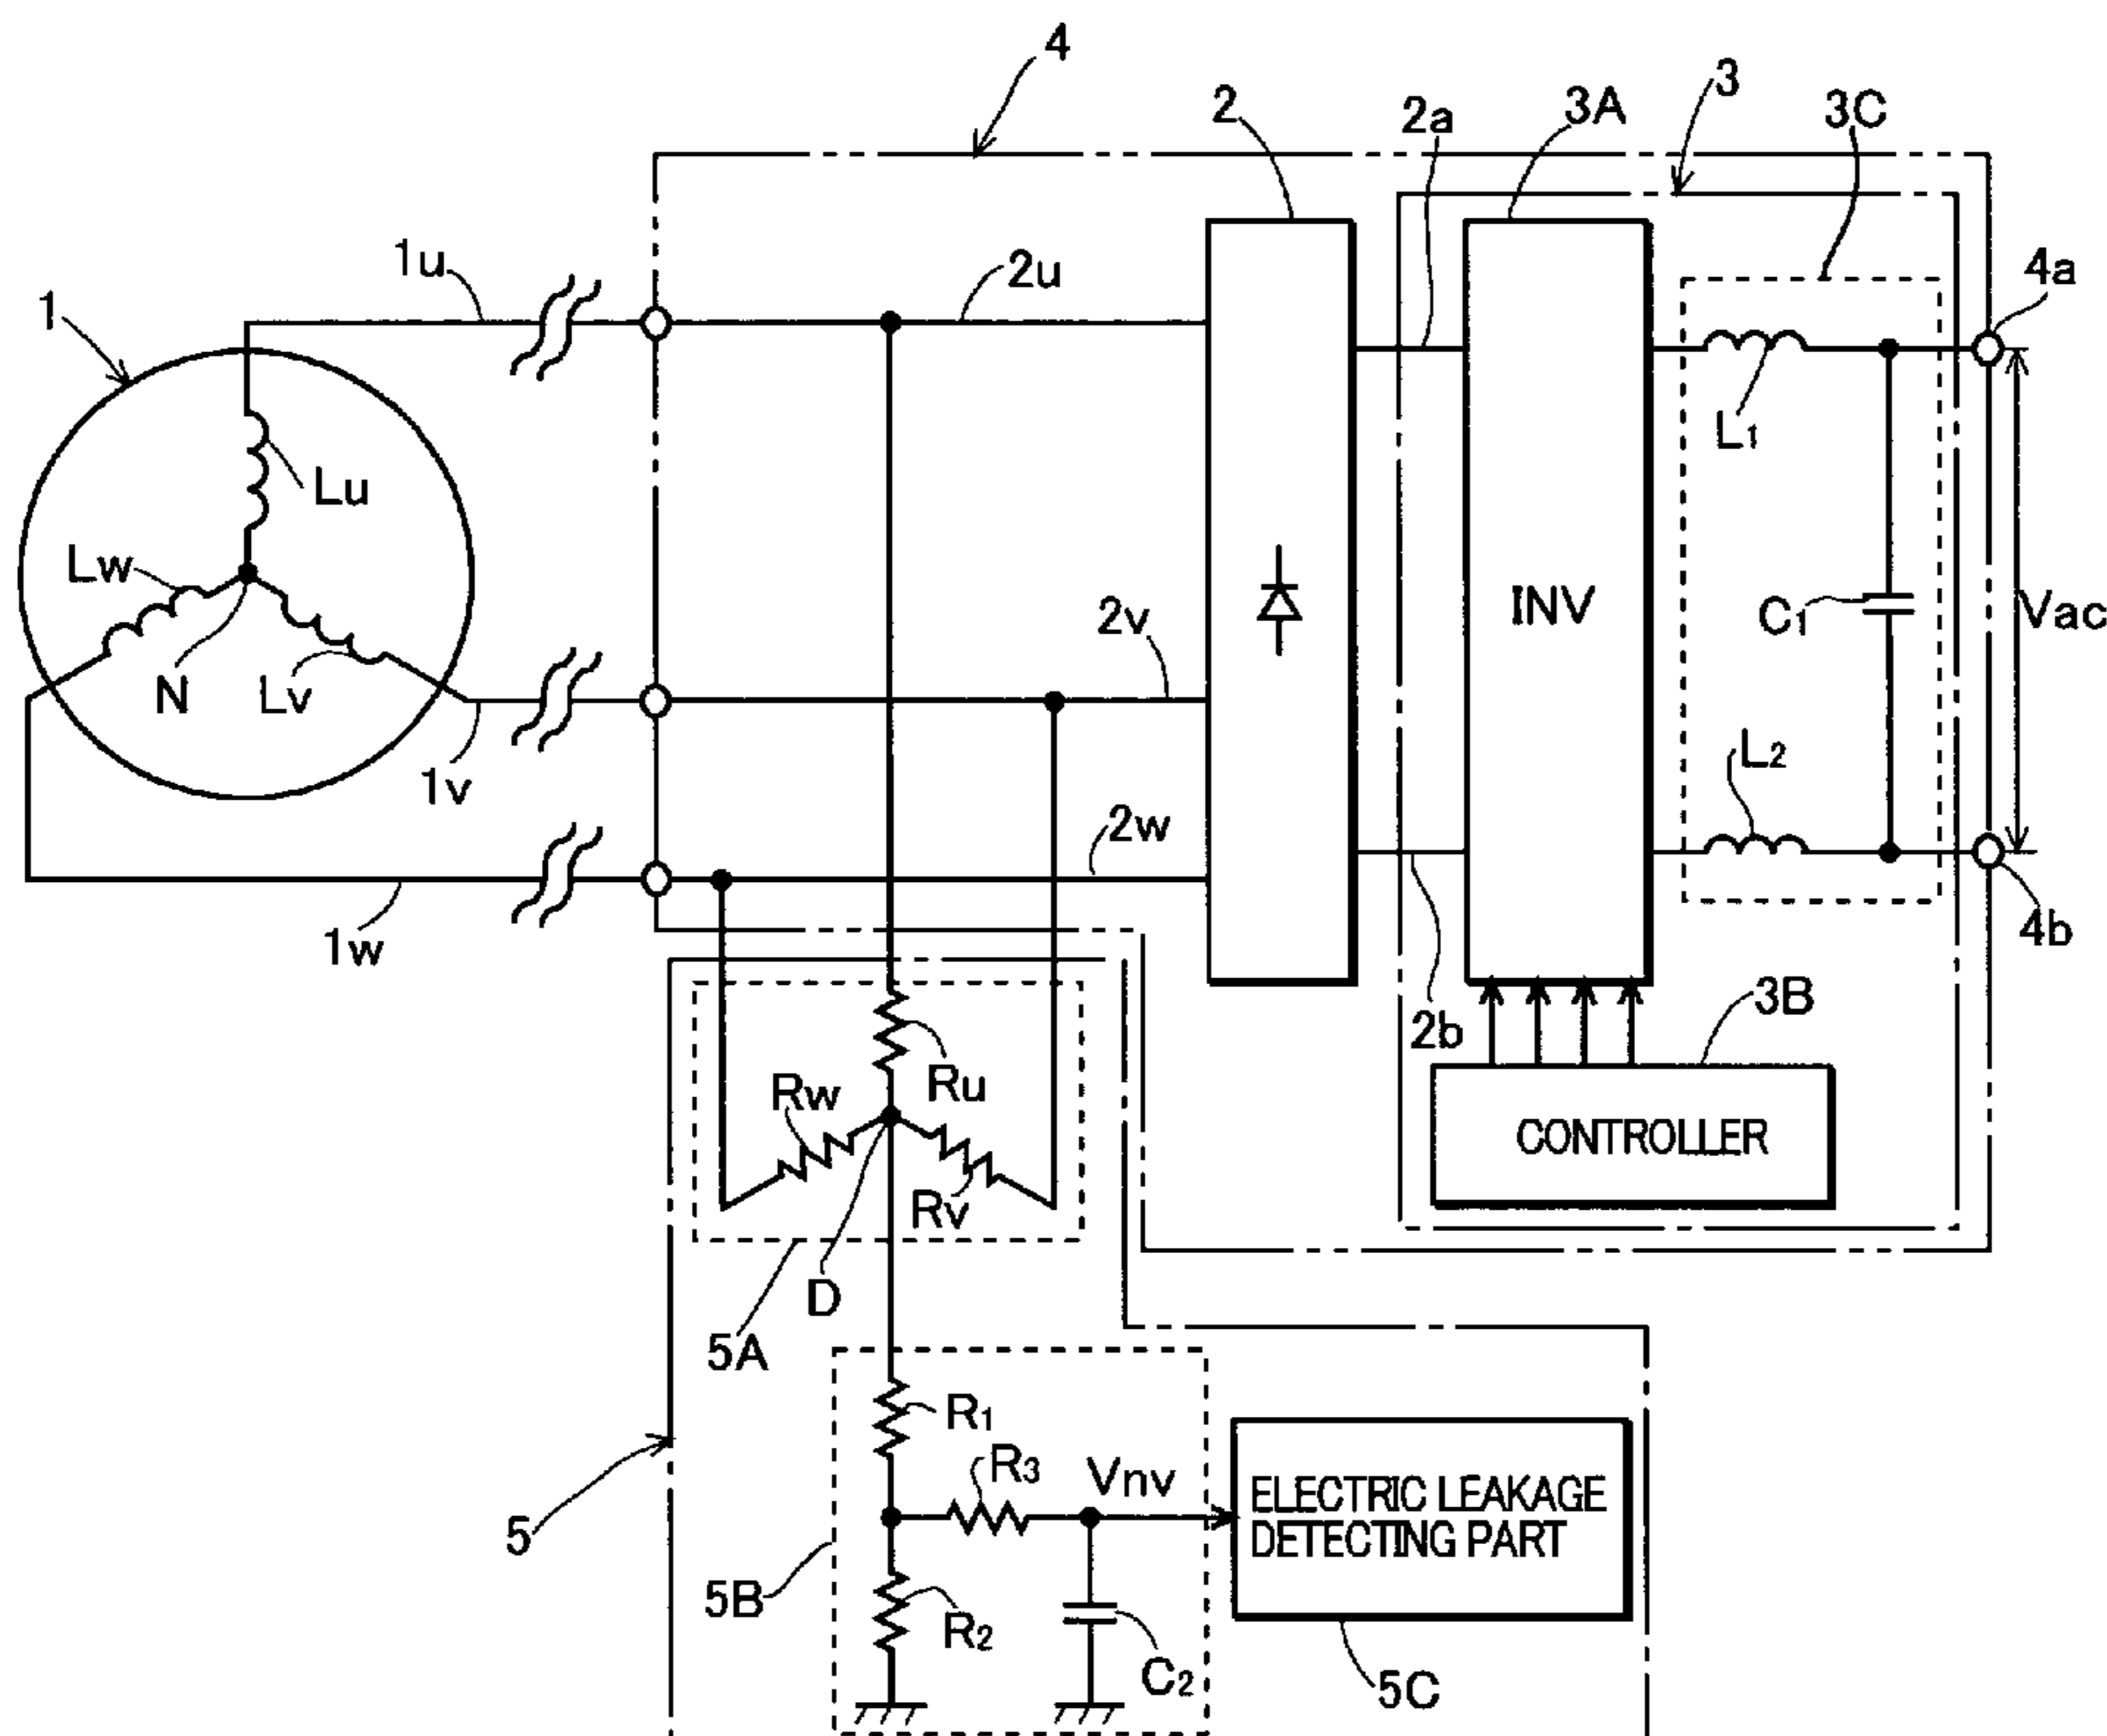 4
2
2a
3A
3
3C
1u
2u
4a
1
Lu
L1
Lw
N
Lv
2v
INV
C1
Vac
1v
L2
2w
1w
4b
2b
3B
Rw
Ru
CONTROLLER
Rv
D
5A
R1
R3
Vnv
ELECTRIC LEAKAGE
DETECTING PART
5
5B
R2
C2
5C